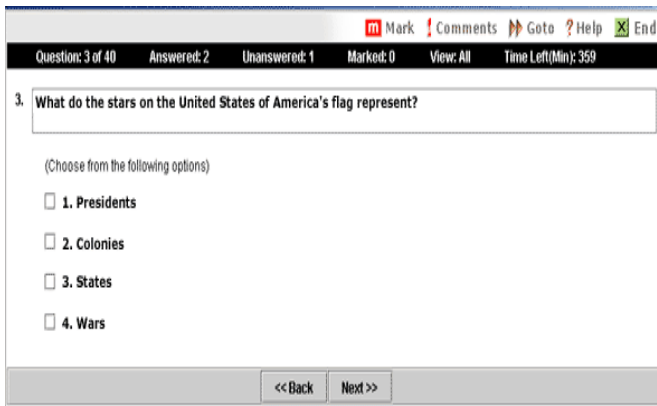 m Mark ! Comments Goto ? Help X End
Question: 3 of 40 Answered: 2 Unanswered: 1 Marked: 0 View: All Time Left(Min): 359
3. What do the stars on the United States of America's flag represent?
(Choose from the following options)
1. Presidents
2. Colonies
3. States
4. Wars
<< Back Next >>